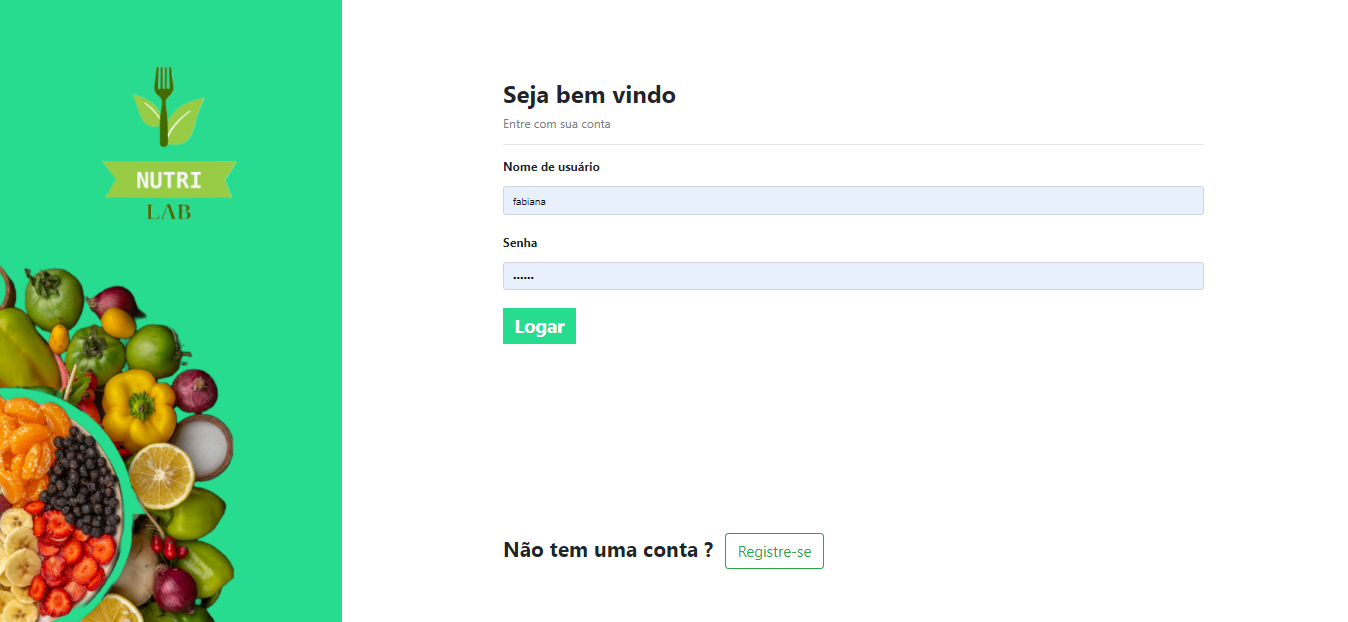 NUTRI
LAB
Seja bem vindo
Entre com sua conta
Nome de usuário
fabiana
Senha
••••••
Logar
Não tem uma conta ? Registre-se